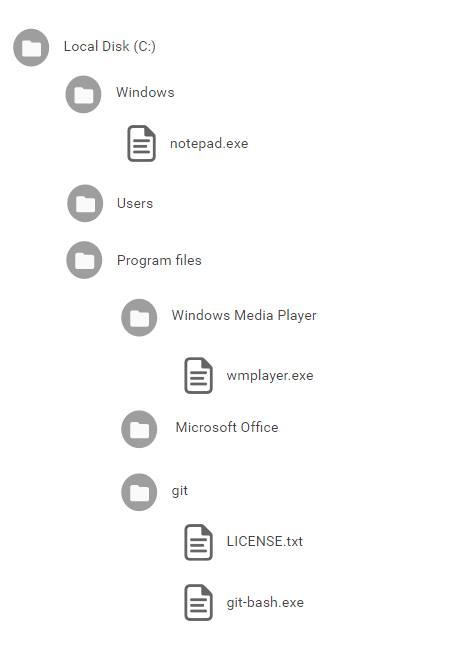 Local Disk (C:)
Windows
notepad.exe
Users
Program files
Windows Media Player
wmplayer.exe
Microsoft Office
git
LICENSE.txt
git-bash.exe